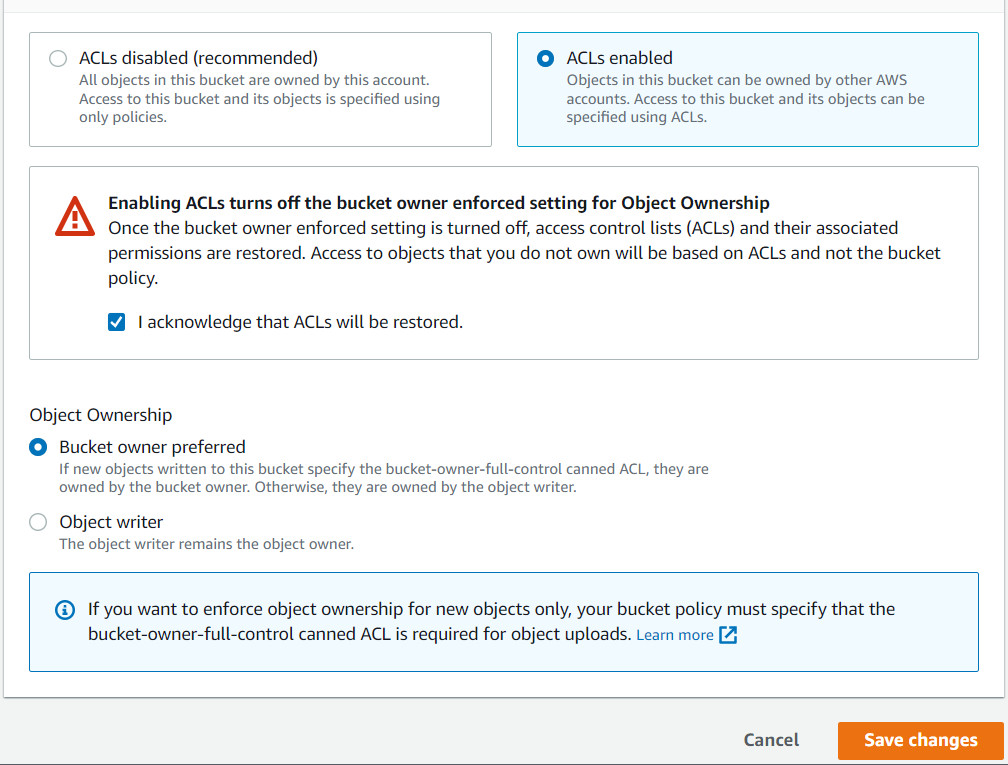 ACLs disabled (recommended)
All objects in this bucket are owned by this account.
Access to this bucket and its objects is specified using
only policies.
ACLs enabled
Objects in this bucket can be owned by other AWS
accounts. Access to this bucket and its objects can be
specified using ACLs.
Enabling ACLs turns off the bucket owner enforced setting for Object Ownership
Once the bucket owner enforced setting is turned off, access control lists (ACLs) and their associated
permissions are restored. Access to objects that you do not own will be based on ACLs and not the bucket
policy.
I acknowledge that ACLs will be restored.
Object Ownership
Bucket owner preferred
If new objects written to this bucket specify the bucket-owner-full-control canned ACL, they are
owned by the bucket owner. Otherwise, they are owned by the object writer.
Object writer
The object writer remains the object owner.
If you want to enforce object ownership for new objects only, your bucket policy must specify that the
bucket-owner-full-control canned ACL is required for object uploads. Learn more
Cancel
Save changes